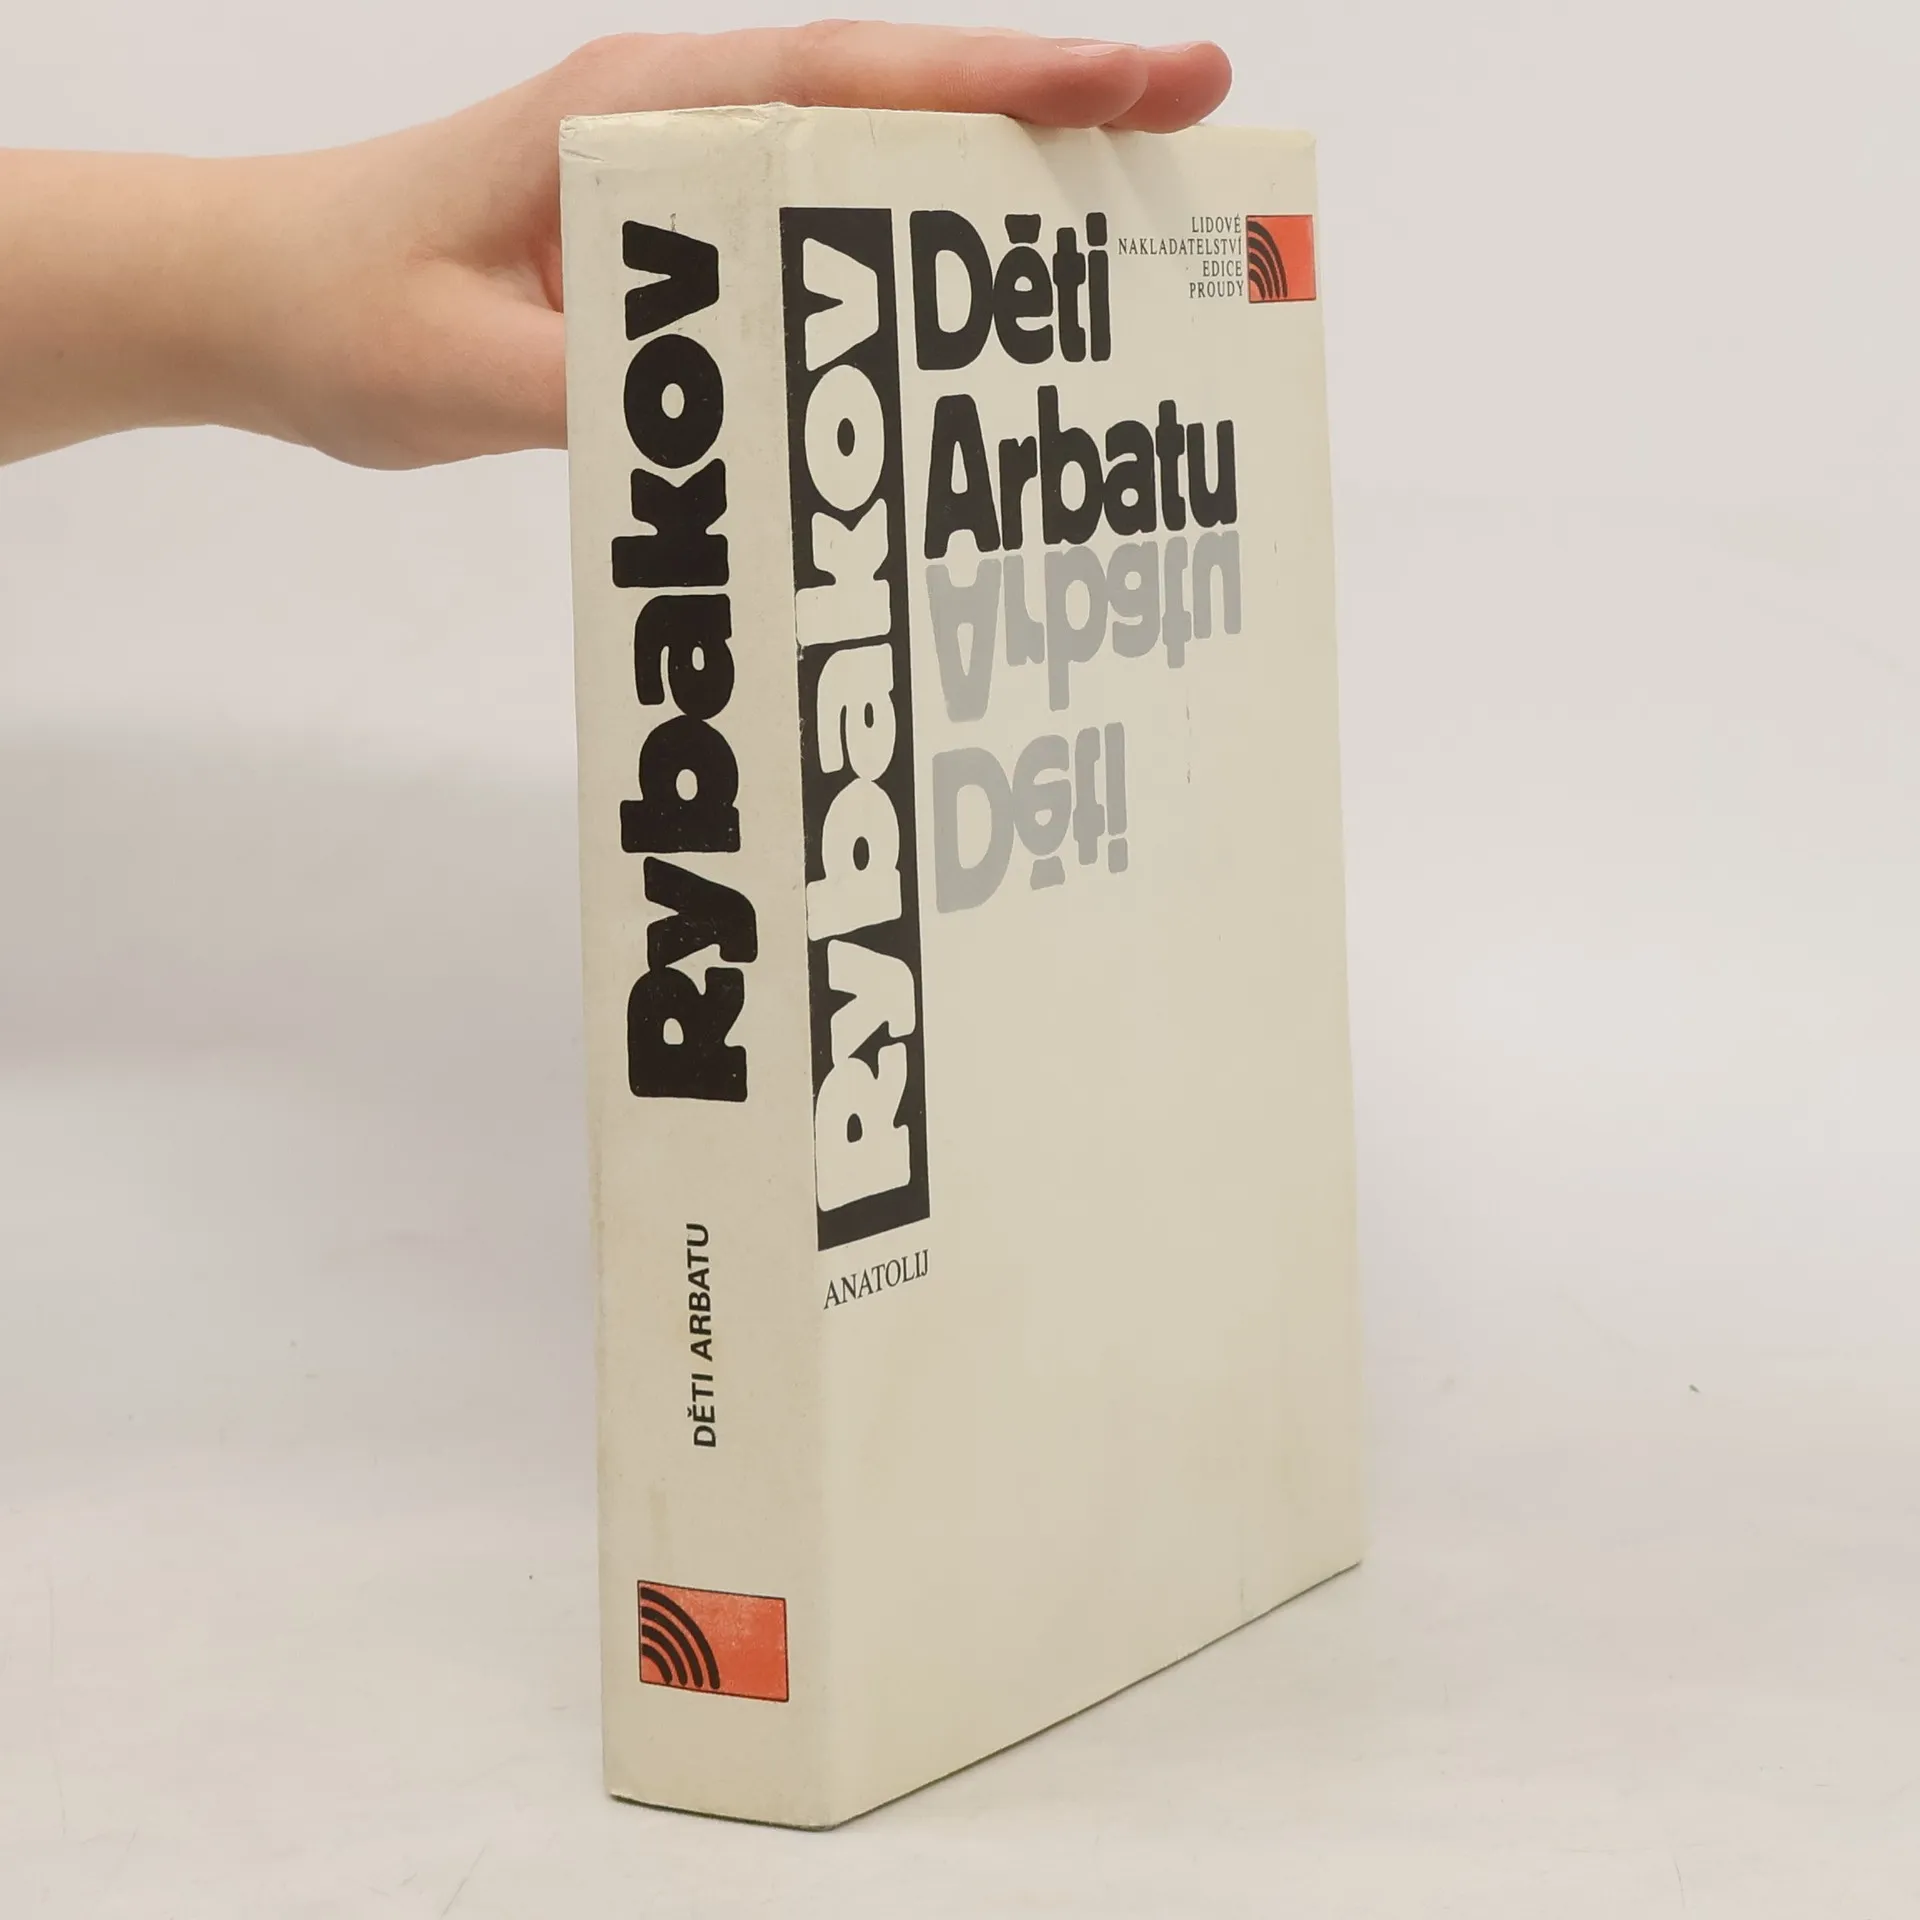 Rybakov
DĚTI ARBATU
Rybakov
ANATOLIJ
Děti
Arbatu
Arbatu
Děti
LIDOVÉ
NAKLADATELSTVÍ
EDICE
PROUDY